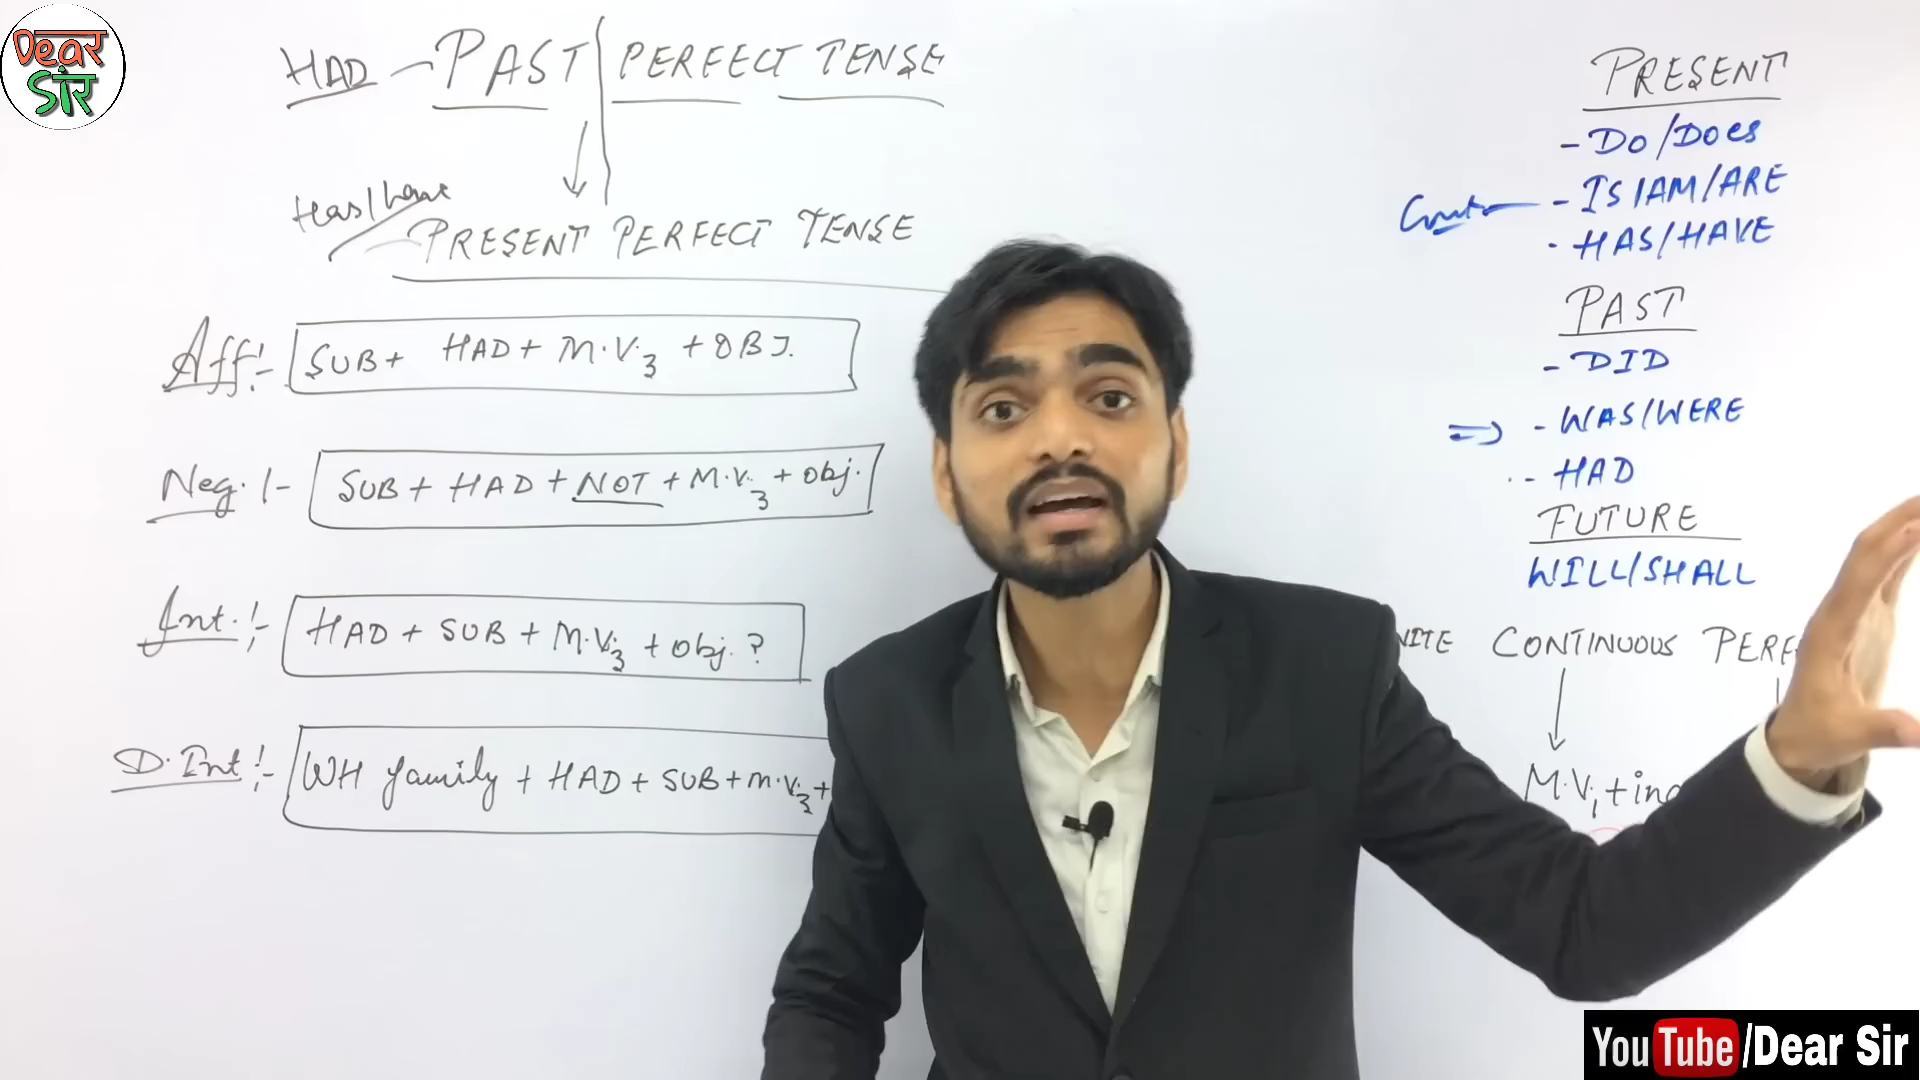 Dear
सर
HAD - PAST PERFECT TENSE
Has/have
PRESENT PERFECT TENSE
Aff:- SUB + HAD + M.V.3 + OBJ.
Neg:- SUB + HAD + NOT + M.V.3 + Obj.
Int:- HAD + SUB + M.V.3 + Obj. ?
D.Int:- WH family + HAD + SUB + M.V.3 +
PRESENT
- DO/DOES
- IS/AM/ARE
- HAS/HAVE
PAST
- DID
⇒ - WAS/WERE
- HAD
FUTURE
WILL/SHALL
CONTINUOUS
M.V.1 + ing
YouTube/Dear Sir